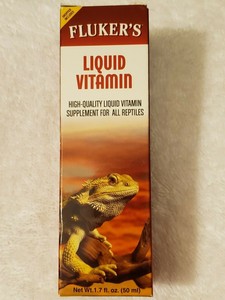 FLUKER'S
LIQUID
VITAMIN
HIGH-QUALITY LIQUID VITAMIN
SUPPLEMENT FOR ALL REPTILES
Net Wt. 1.7 fl. oz. (50 ml)